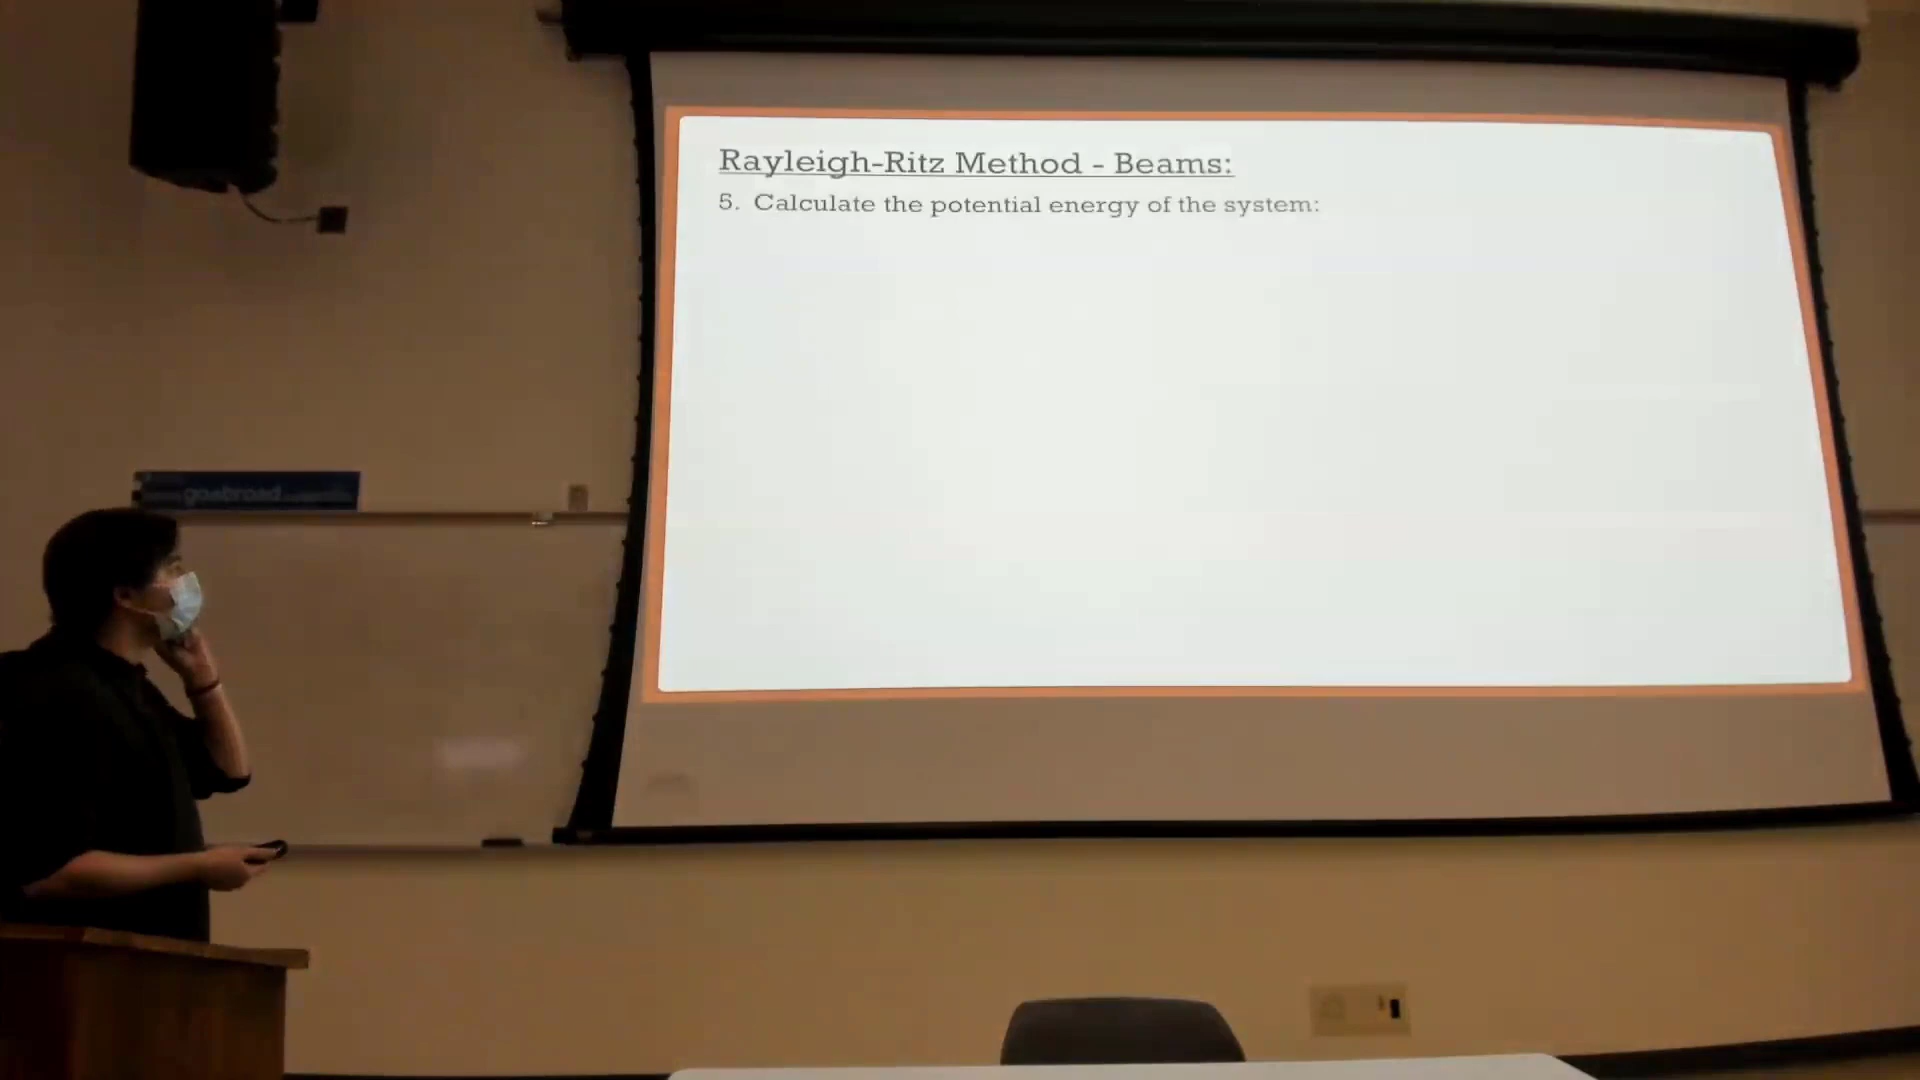 Rayleigh-Ritz Method - Beams:
5. Calculate the potential energy of the system:
goabroad